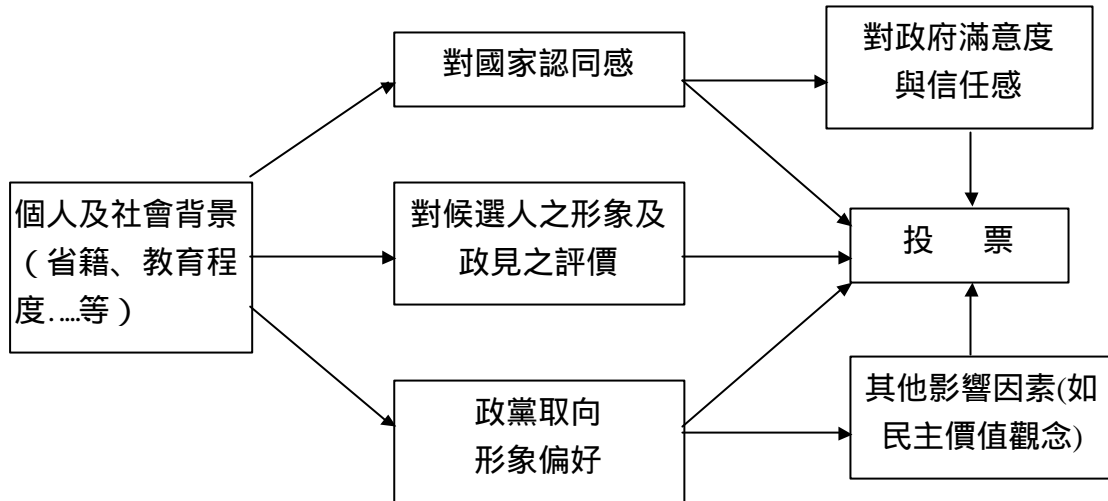 對國家認同感
對政府滿意度
與信任感
個人及社會背景
（省籍、教育程
度.....等）
對候選人之形象及
政見之評價
投　　票
政黨取向
形象偏好
其他影響因素(如
民主價值觀念)